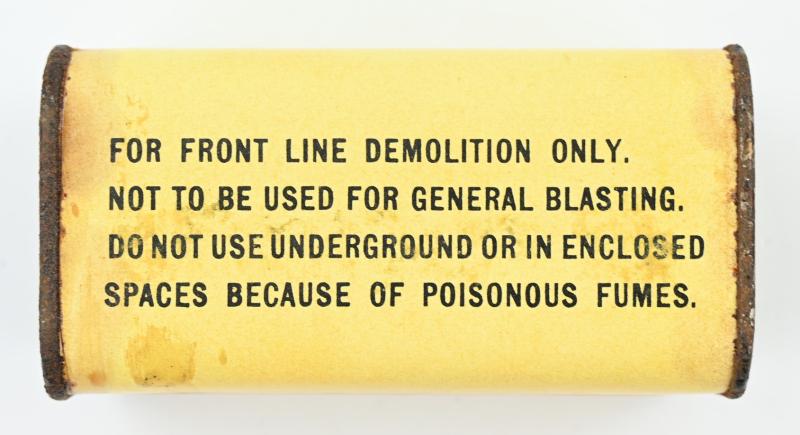 FOR FRONT LINE DEMOLITION ONLY.
NOT TO BE USED FOR GENERAL BLASTING.
DO NOT USE UNDERGROUND OR IN ENCLOSED
SPACES BECAUSE OF POISONOUS FUMES.